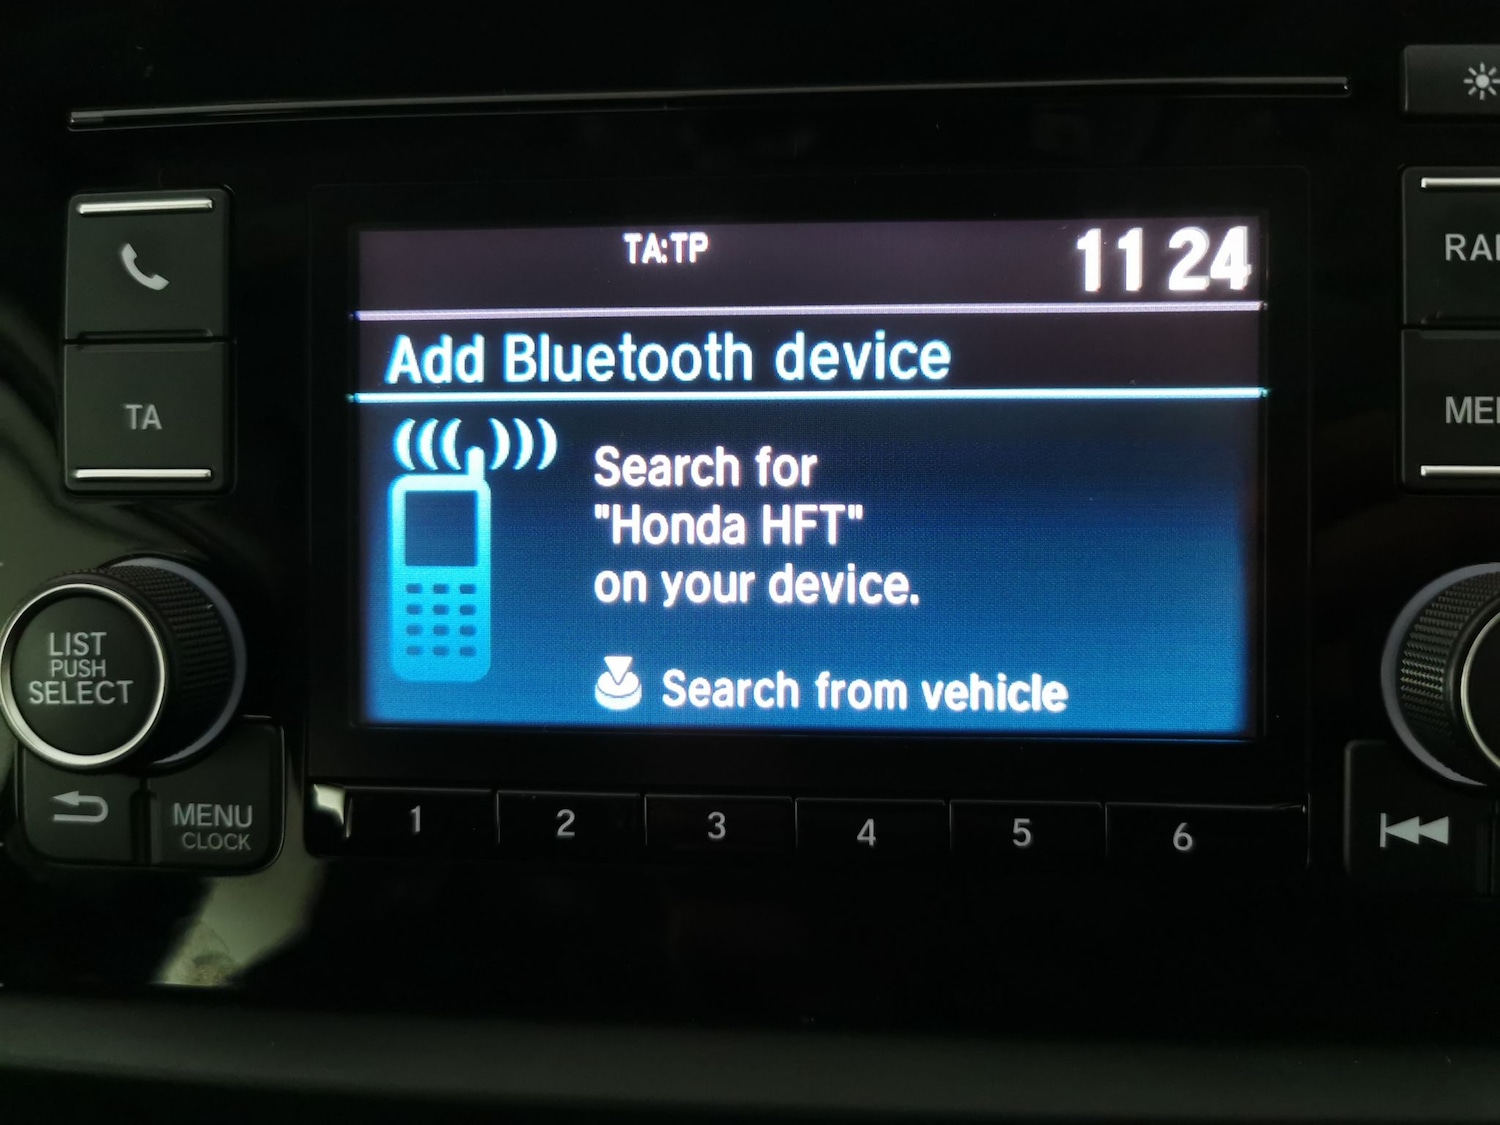 TA:TP
11 24
Add Bluetooth device
Search for
"Honda HFT"
on your device.
Search from vehicle
TA
LIST
PUSH
SELECT
MENU
CLOCK
1
2
3
4
5
6